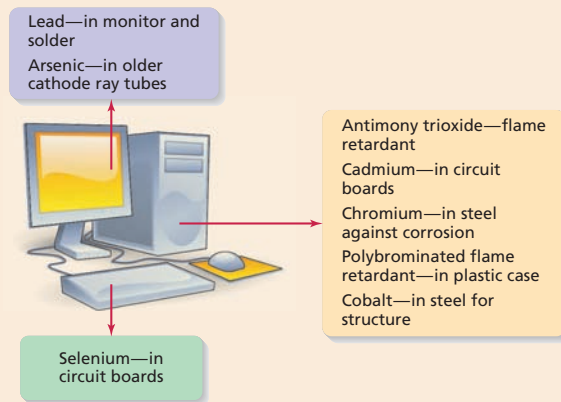 Lead—in monitor and
solder
Arsenic—in older
cathode ray tubes
Antimony trioxide—flame
retardant
Cadmium—in circuit
boards
Chromium—in steel
against corrosion
Polybrominated flame
retardant—in plastic case
Cobalt—in steel for
structure
Selenium—in
circuit boards